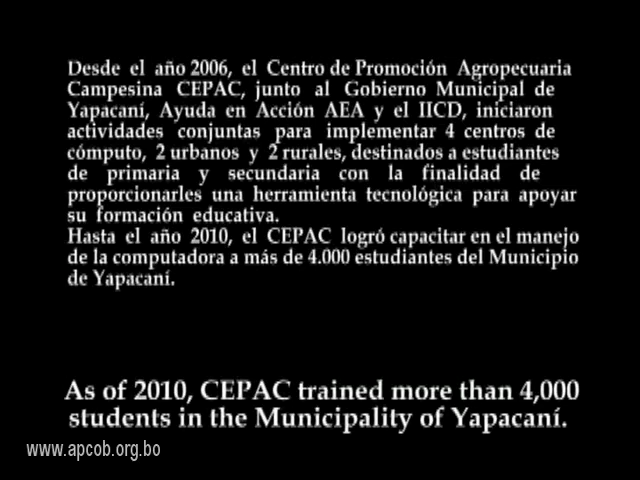 Desde el año 2006, el Centro de Promoción Agropecuaria
Campesina CEPAC, junto al Gobierno Municipal de
Yapacaní, Ayuda en Acción AEA y el IICD, iniciaron
actividades conjuntas para implementar 4 centros de
cómputo, 2 urbanos y 2 rurales, destinados a estudiantes
de primaria y secundaria con la finalidad de
proporcionarles una herramienta tecnológica para apoyar
su formación educativa.
Hasta el año 2010, el CEPAC logró capacitar en el manejo
de la computadora a más de 4.000 estudiantes del Municipio
de Yapacaní.
As of 2010, CEPAC trained more than 4,000
students in the Municipality of Yapacaní.
www.apcob.org.bo